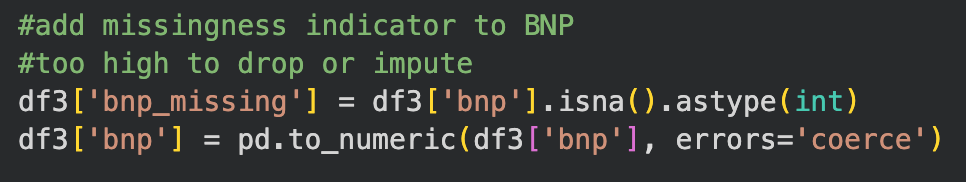 #add missingness indicator to BNP
#too high to drop or impute
df3['bnp_missing'] = df3['bnp'].isna().astype(int)
df3['bnp'] = pd.to_numeric(df3['bnp'], errors='coerce')